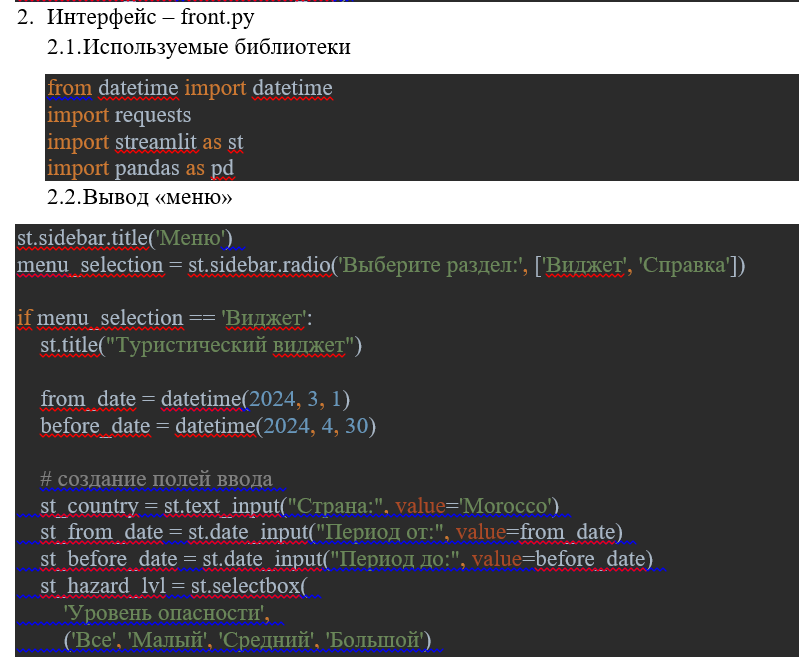 2. Интерфейс – front.py
2.1.Используемые библиотеки
from datetime import datetime
import requests
import streamlit as st
import pandas as pd
2.2.Вывод «меню»
st.sidebar.title('Меню')
menu_selection = st.sidebar.radio('Выберите раздел:', ['Виджет', 'Справка'])
if menu_selection == 'Виджет':
st.title("Туристический виджет")
from_date = datetime(2024, 3, 1)
before_date = datetime(2024, 4, 30)
# создание полей ввода
st_country = st.text_input("Страна:", value='Morocco')
st_from_date = st.date_input("Период от:", value=from_date)
st_before_date = st.date_input("Период до:", value=before_date)
st_hazard_lvl = st.selectbox(
'Уровень опасности',
('Все', 'Малый', 'Средний', 'Большой')